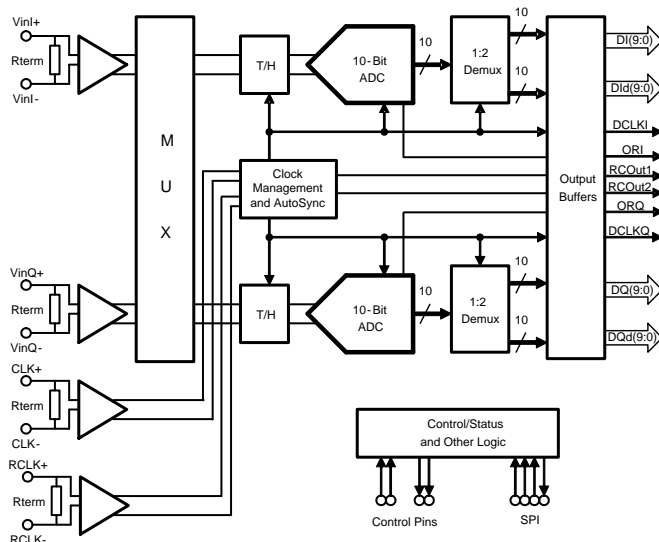 VinI+
Rterm
VinI-
MUX
T/H
10-Bit
ADC
10
1:2
Demux
10
10
Output
Buffers
DI(9:0)
DId(9:0)
DCLKI
ORI
RCOut1
RCOut2
ORQ
DCLKQ
DQ(9:0)
DQd(9:0)
Clock
Management
and AutoSync
VinQ+
Rterm
VinQ-
T/H
10-Bit
ADC
10
1:2
Demux
10
10
CLK+
Rterm
CLK-
RCLK+
Rterm
RCLK-
Control/Status
and Other Logic
Control Pins
SPI